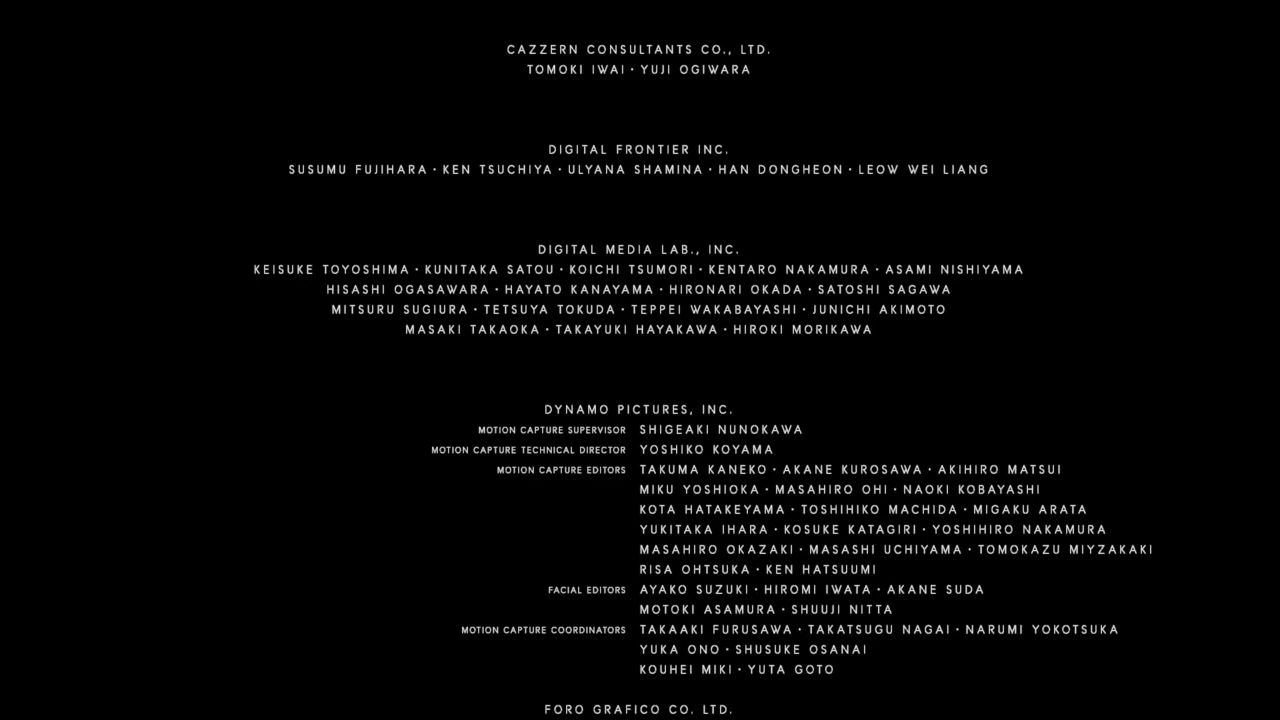 CAZZERN CONSULTANTS CO., LTD.
TOMOKI IWAI · YUJI OGIWARA
DIGITAL FRONTIER INC.
SUSUMU FUJIHARA · KEN TSUCHIYA · ULYANA SHAMINA · HAN DONGHEON · LEOW WEI LIANG
DIGITAL MEDIA LAB., INC.
KEISUKE TOYOSHIMA · KUNITAKA SATOU · KOICHI TSUMORI · KENTARO NAKAMURA · ASAMI NISHIYAMA
HISASHI OGASAWARA · HAYATO KANAYAMA · HIRONARI OKADA · SATOSHI SAGAWA
MITSURU SUGIURA · TETSUYA TOKUDA · TEPPEI WAKABAYASHI · JUNICHI AKIMOTO
MASAKI TAKAOKA · TAKAYUKI HAYAKAWA · HIROKI MORIKAWA
DYNAMO PICTURES, INC.
MOTION CAPTURE SUPERVISOR SHIGEAKI NUNOKAWA
MOTION CAPTURE TECHNICAL DIRECTOR YOSHIKO KOYAMA
MOTION CAPTURE EDITORS TAKUMA KANEKO · AKANE KUROSAWA · AKIHIRO MATSUI
MIKU YOSHIOKA · MASAHIRO OHI · NAOKI KOBAYASHI
KOTA HATAKEYAMA · TOSHIHIKO MACHIDA · MIGAKU ARATA
YUKITAKA IHARA · KOSUKE KATAGIRI · YOSHIHIRO NAKAMURA
MASAHIRO OKAZAKI · MASASHI UCHIYAMA · TOMOKAZU MIYZAKAKI
RISA OHTSUKA · KEN HATSUUMI
FACIAL EDITORS AYAKO SUZUKI · HIROMI IWATA · AKANE SUDA
MOTOKI ASAMURA · SHUUJI NITTA
MOTION CAPTURE COORDINATORS TAKAAKI FURUSAWA · TAKATSUGU NAGAI · NARUMI YOKOTSUKA
YUKA ONO · SHUSUKE OSANAI
KOUHEI MIKI · YUTA GOTO
FORO GRAFICO CO. LTD.